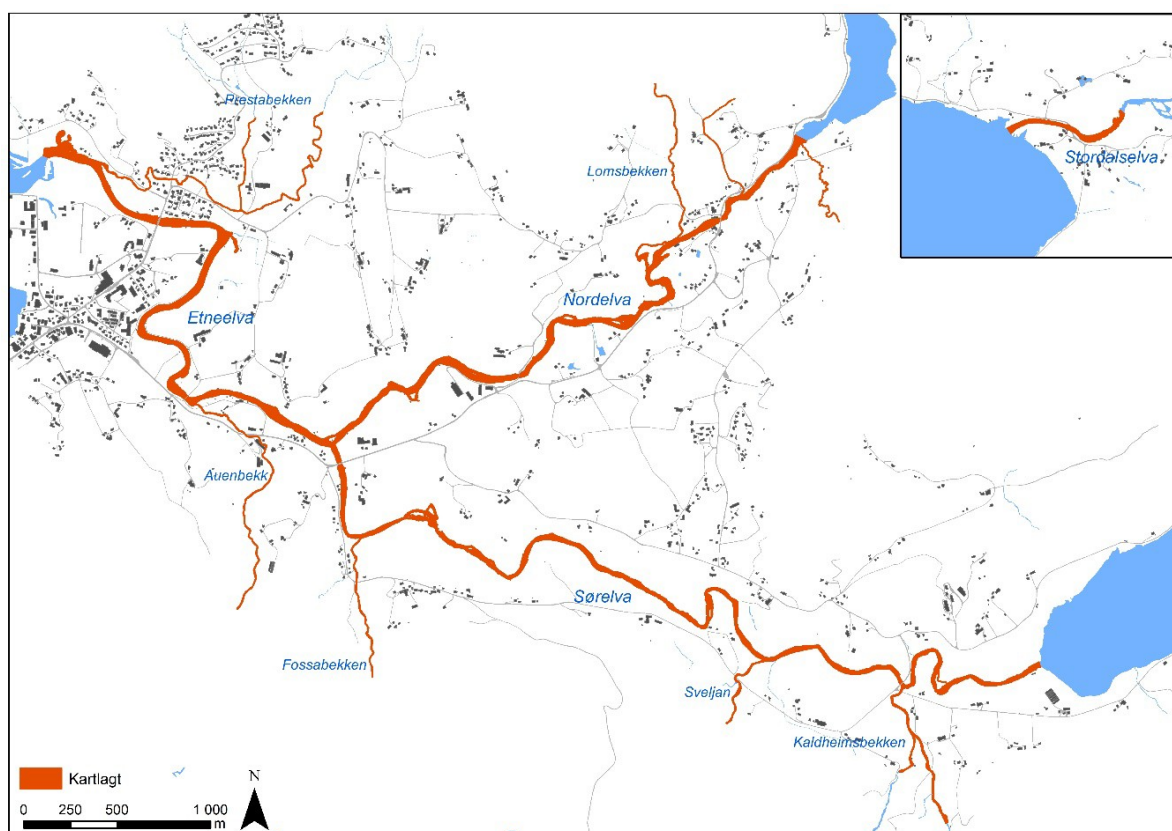 Prestabekken
Lomsbekken
Stordalselva
Nordelva
Etneelva
Auenbekk
Sørelva
Fossabekken
Sveljan
Kaldheimsbekken
Kartlagt
N
0 250 500 1 000
m